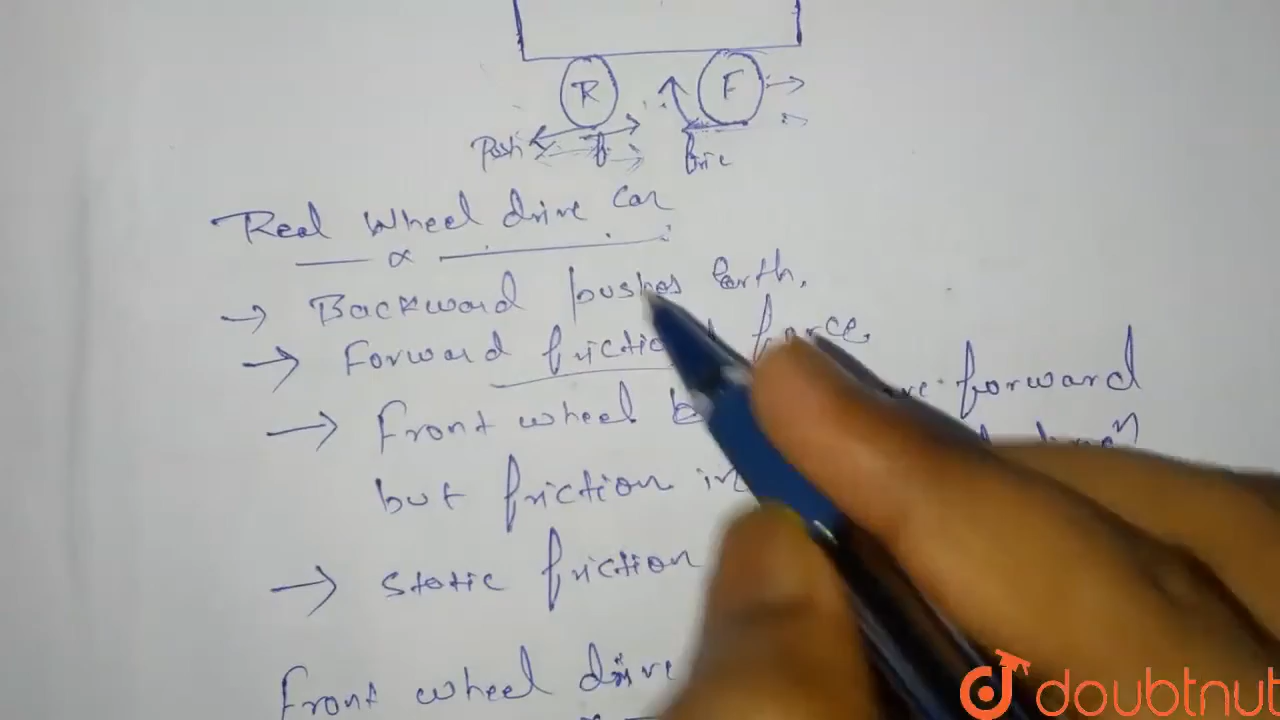 R F
Push f fric
Real Wheel drive car
→ Backward pushes Earth.
→ Forward friction force.
→ Front wheel forward
but friction in
→ static friction
Front wheel drive
doubtnut